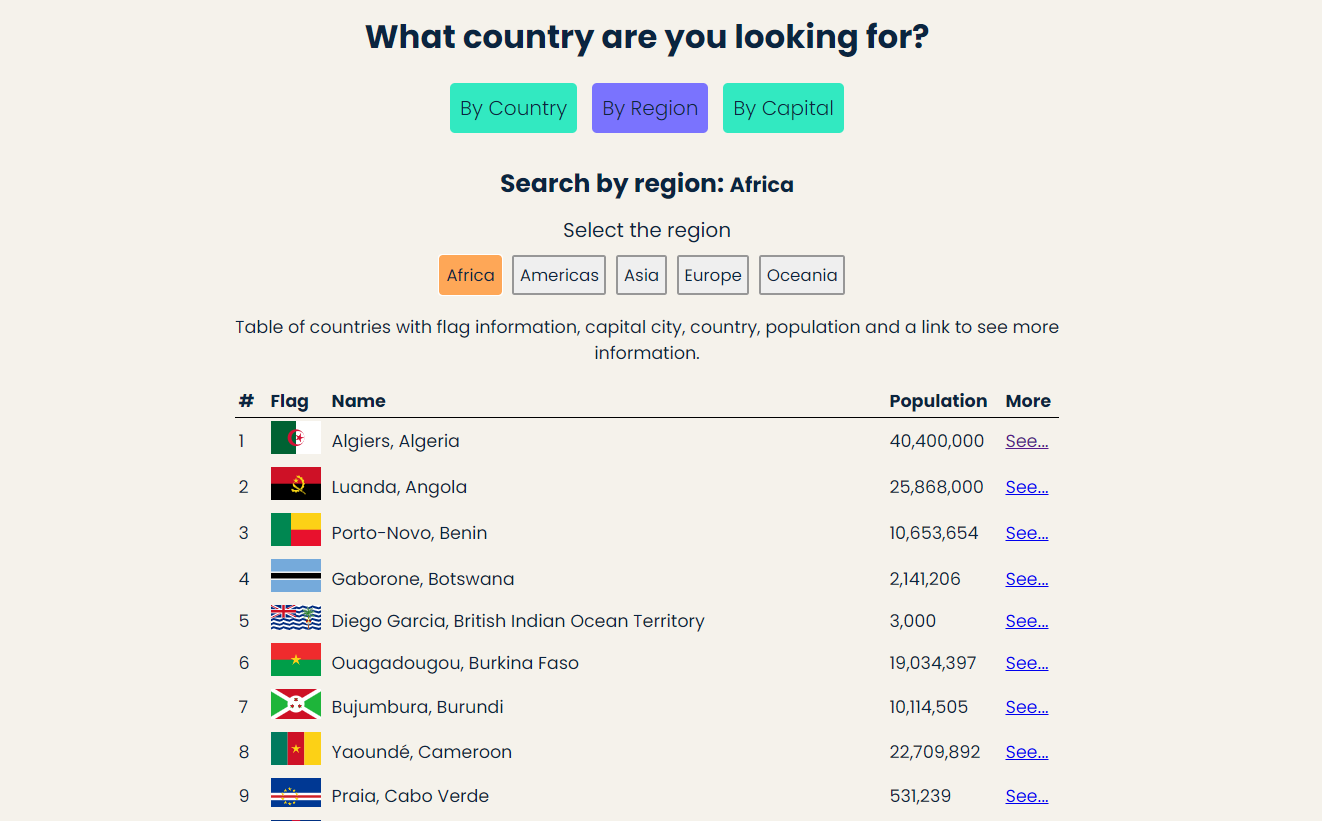 What country are you looking for?
By Country By Region By Capital
Search by region: Africa
Select the region
Africa Americas Asia Europe Oceania
Table of countries with flag information, capital city, country, population and a link to see more
information.
# Flag Name Population More
1 Algiers, Algeria 40,400,000 See...
2 Luanda, Angola 25,868,000 See...
3 Porto-Novo, Benin 10,653,654 See...
4 Gaborone, Botswana 2,141,206 See...
5 Diego Garcia, British Indian Ocean Territory 3,000 See...
6 Ouagadougou, Burkina Faso 19,034,397 See...
7 Bujumbura, Burundi 10,114,505 See...
8 Yaoundé, Cameroon 22,709,892 See...
9 Praia, Cabo Verde 531,239 See...